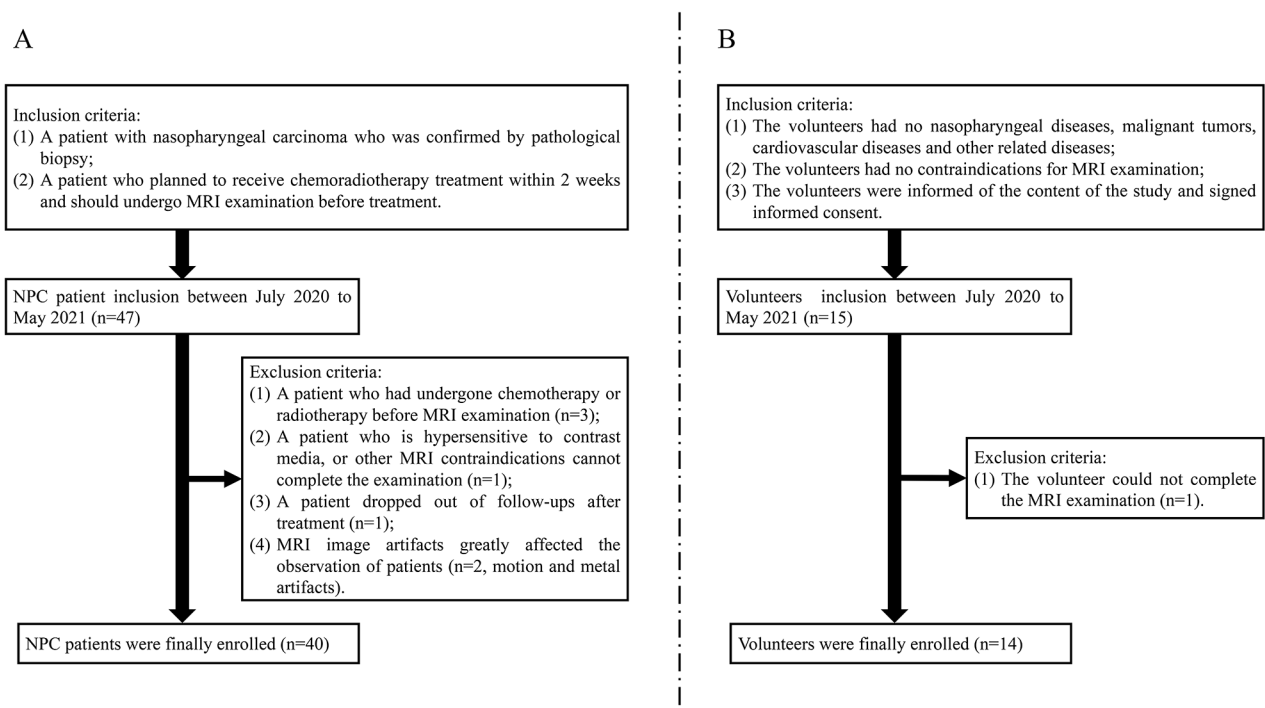 A
Inclusion criteria:
(1) A patient with nasopharyngeal carcinoma who was confirmed by pathological
biopsy;
(2) A patient who planned to receive chemoradiotherapy treatment within 2 weeks
and should undergo MRI examination before treatment.
NPC patient inclusion between July 2020 to
May 2021 (n=47)
Exclusion criteria:
(1) A patient who had undergone chemotherapy or
radiotherapy before MRI examination (n=3);
(2) A patient who is hypersensitive to contrast
media, or other MRI contraindications cannot
complete the examination (n=1);
(3) A patient dropped out of follow-ups after
treatment (n=1);
(4) MRI image artifacts greatly affected the
observation of patients (n=2, motion and metal
artifacts).
NPC patients were finally enrolled (n=40)
B
Inclusion criteria:
(1) The volunteers had no nasopharyngeal diseases, malignant tumors,
cardiovascular diseases and other related diseases;
(2) The volunteers had no contraindications for MRI examination;
(3) The volunteers were informed of the content of the study and signed
informed consent.
Volunteers inclusion between July 2020 to
May 2021 (n=15)
Exclusion criteria:
(1) The volunteer could not complete
the MRI examination (n=1).
Volunteers were finally enrolled (n=14)